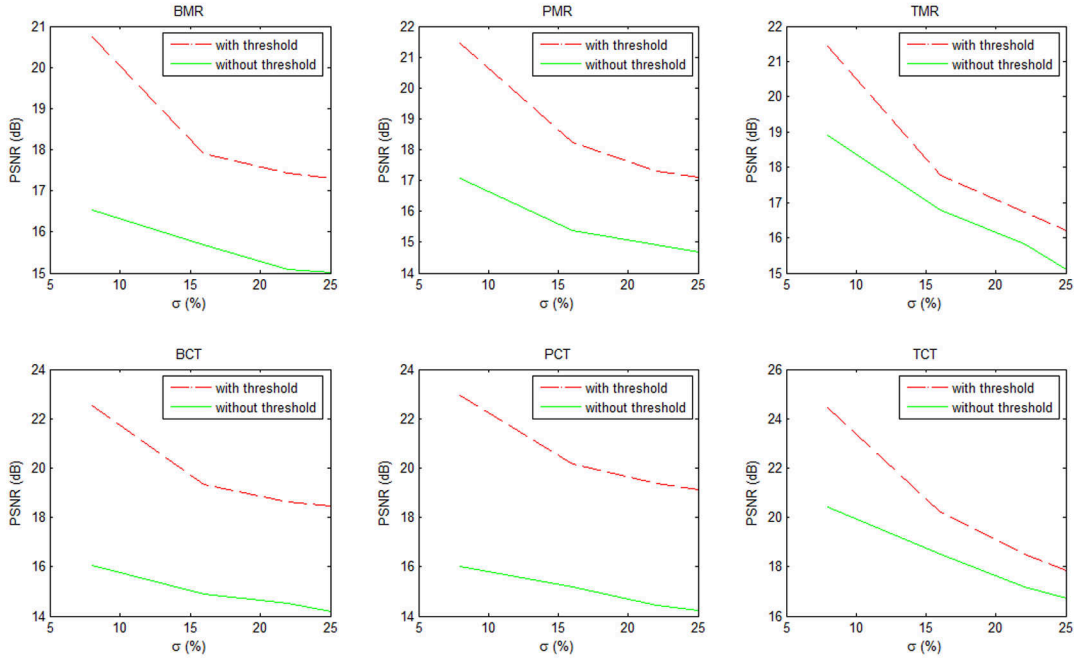 BMR
21
20
19
18
17
16
15
5
10
15
20
25
PSNR (dB)
σ (%)
with threshold
without threshold
PMR
22
21
20
19
18
17
16
15
14
5
10
15
20
25
PSNR (dB)
σ (%)
with threshold
without threshold
TMR
22
21
20
19
18
17
16
15
5
10
15
20
25
PSNR (dB)
σ (%)
with threshold
without threshold
BCT
24
22
20
18
16
14
5
10
15
20
25
PSNR (dB)
σ (%)
with threshold
without threshold
PCT
24
22
20
18
16
14
5
10
15
20
25
PSNR (dB)
σ (%)
with threshold
without threshold
TCT
26
24
22
20
18
16
14
5
10
15
20
25
PSNR (dB)
σ (%)
with threshold
without threshold